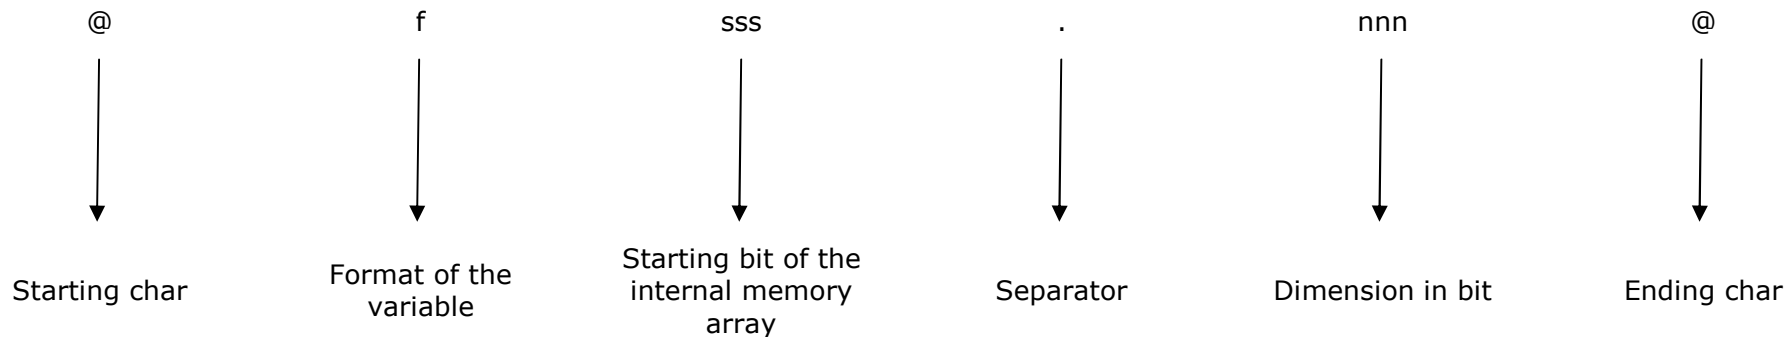 @ f sss . nnn @
Starting char
Format of the
variable
Starting bit of the
internal memory
array
Separator
Dimension in bit
Ending char